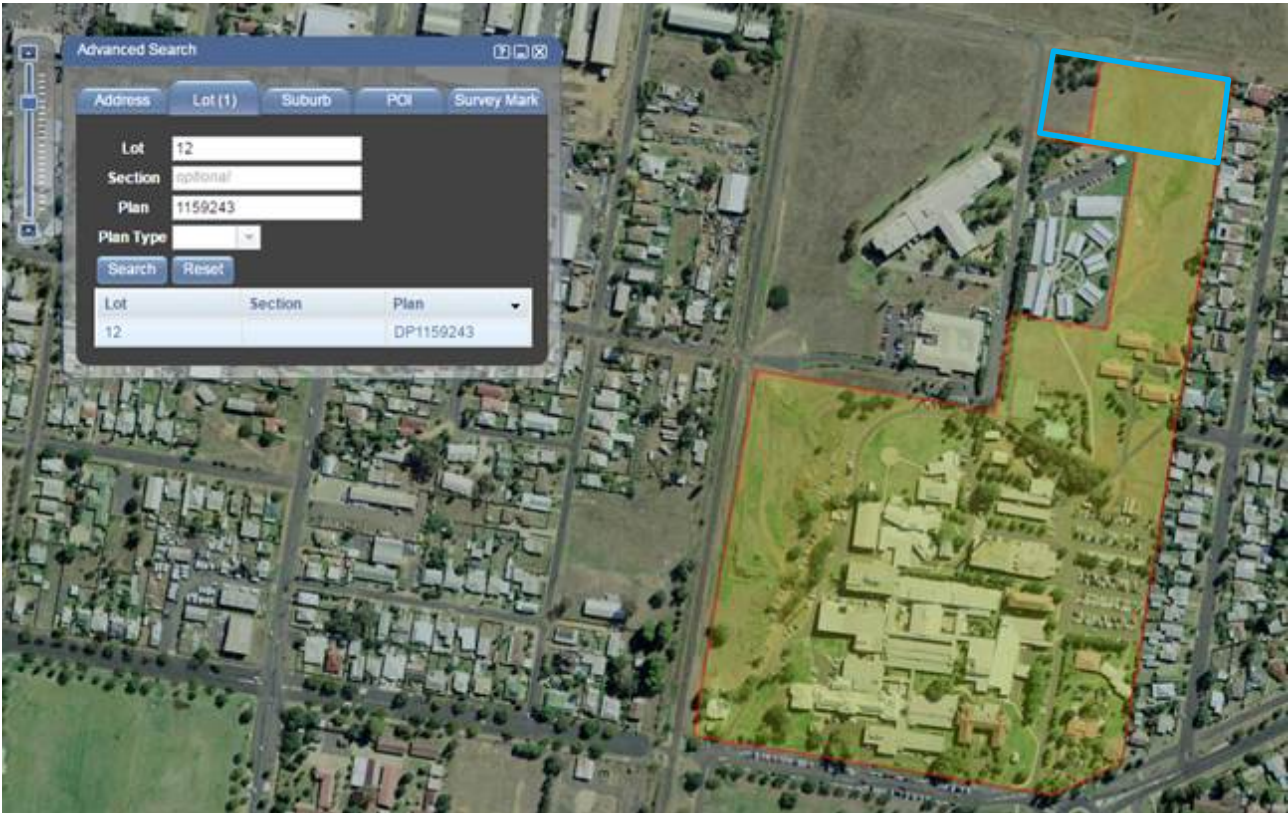 Advanced Search
Address Lot (1) Suburb POI Survey Mark
Lot 12
Section optional
Plan 1159243
Plan Type
Search Reset
Lot Section Plan
12 DP1159243